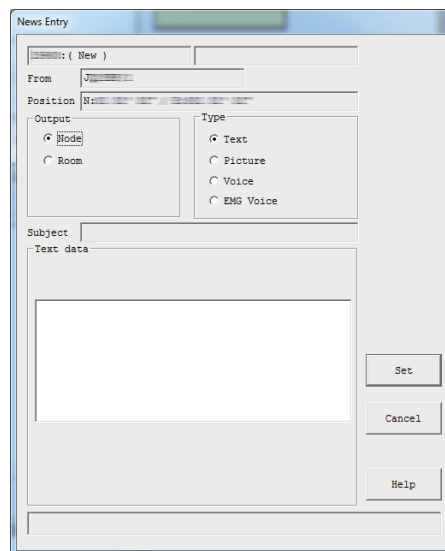 News Entry
:( New )
From J
Position N:
Output
Type
Node
Text
Room
Picture
Voice
EMG Voice
Subject
Text data
Set
Cancel
Help